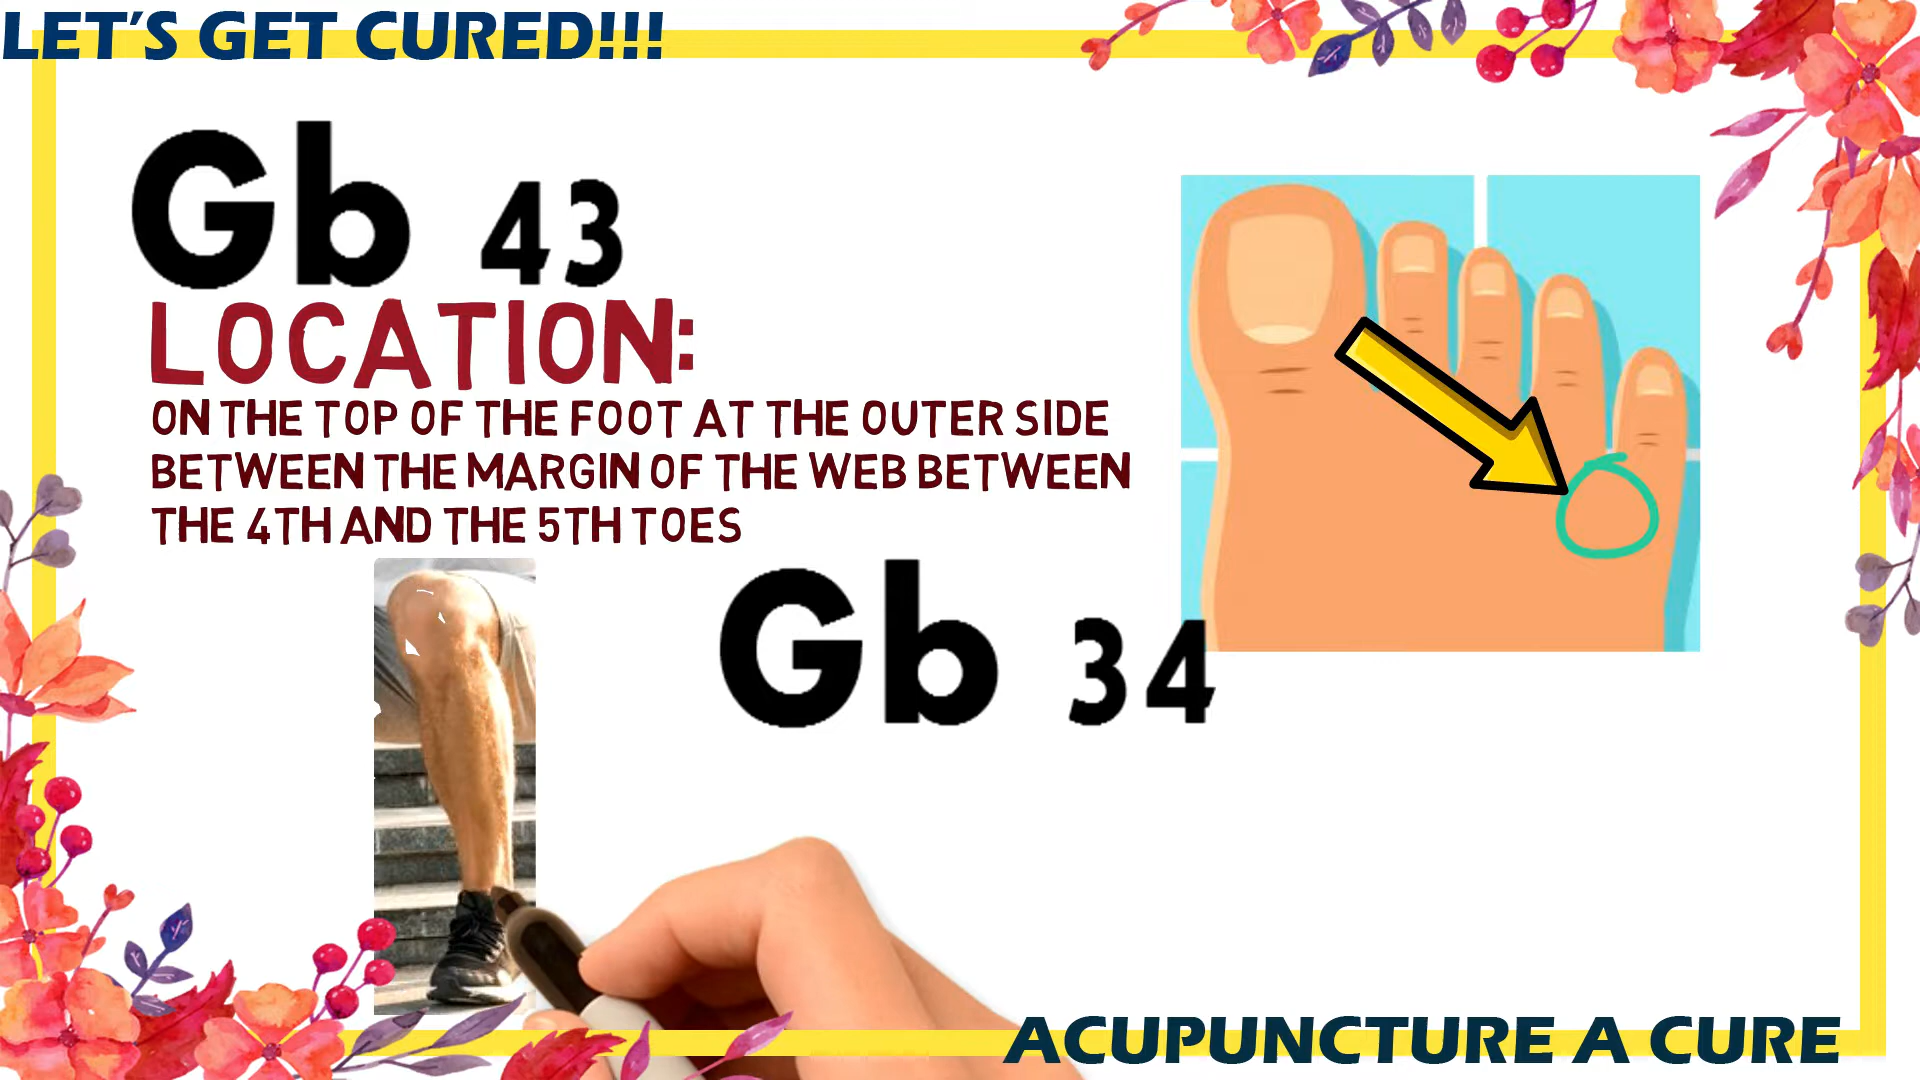 LET'S GET CURED!!!
Gb 43
LOCATION:
ON THE TOP OF THE FOOT AT THE OUTER SIDE
BETWEEN THE MARGIN OF THE WEB BETWEEN
THE 4TH AND THE 5TH TOES
Gb 34
ACUPUNCTURE A CURE